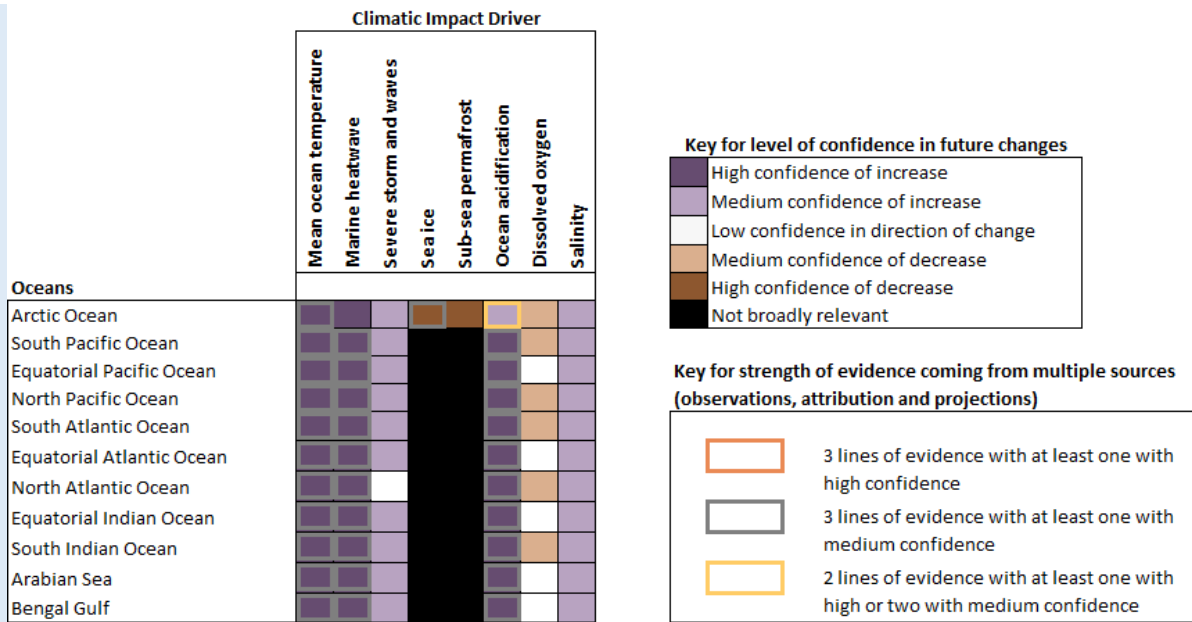 Climatic Impact Driver
Mean ocean temperature
Marine heatwave
Severe storm and waves
Sea ice
Sub-sea permafrost
Ocean acidification
Dissolved oxygen
Salinity
Oceans
Arctic Ocean
South Pacific Ocean
Equatorial Pacific Ocean
North Pacific Ocean
South Atlantic Ocean
Equatorial Atlantic Ocean
North Atlantic Ocean
Equatorial Indian Ocean
South Indian Ocean
Arabian Sea
Bengal Gulf
Key for level of confidence in future changes
High confidence of increase
Medium confidence of increase
Low confidence in direction of change
Medium confidence of decrease
High confidence of decrease
Not broadly relevant
Key for strength of evidence coming from multiple sources
(observations, attribution and projections)
3 lines of evidence with at least one with
high confidence
3 lines of evidence with at least one with
medium confidence
2 lines of evidence with at least one with
high or two with medium confidence